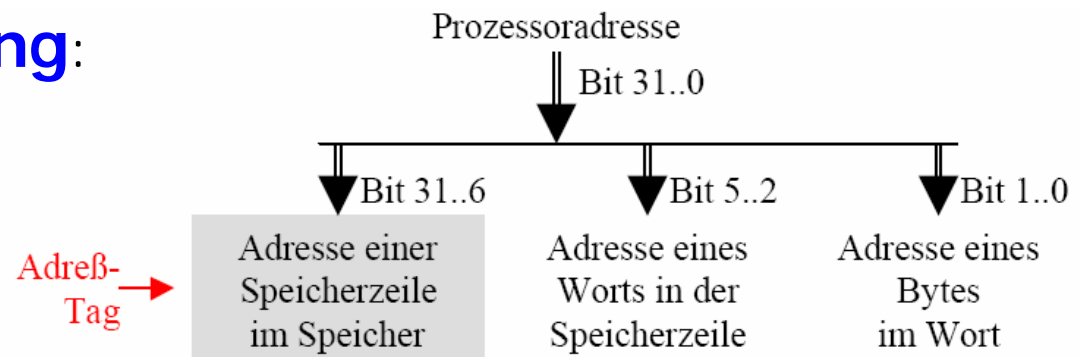 ng:
Prozessoradresse
Bit 31..0
Bit 31..6
Bit 5..2
Bit 1..0
Adreß-
Tag
Adresse einer
Speicherzeile
im Speicher
Adresse eines
Worts in der
Speicherzeile
Adresse eines
Bytes
im Wort